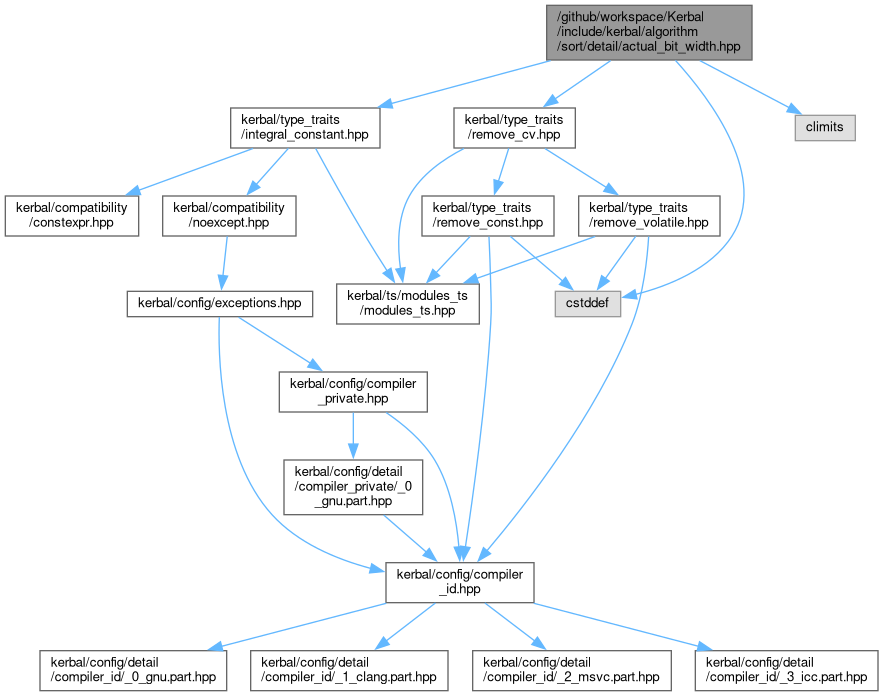 /github/workspace/Kerbal
/include/kerbal/algorithm
/sort/detail/actual_bit_width.hpp
kerbal/type_traits
/integral_constant.hpp
kerbal/type_traits
/remove_cv.hpp
climits
kerbal/compatibility
/constexpr.hpp
kerbal/compatibility
/noexcept.hpp
kerbal/type_traits
/remove_const.hpp
kerbal/type_traits
/remove_volatile.hpp
kerbal/config/exceptions.hpp
kerbal/ts/modules_ts
/modules_ts.hpp
cstddef
kerbal/config/compiler
_private.hpp
kerbal/config/detail
/compiler_private/_0
_gnu.part.hpp
kerbal/config/compiler
_id.hpp
kerbal/config/detail
/compiler_id/_0_gnu.part.hpp
kerbal/config/detail
/compiler_id/_1_clang.part.hpp
kerbal/config/detail
/compiler_id/_2_msvc.part.hpp
kerbal/config/detail
/compiler_id/_3_icc.part.hpp